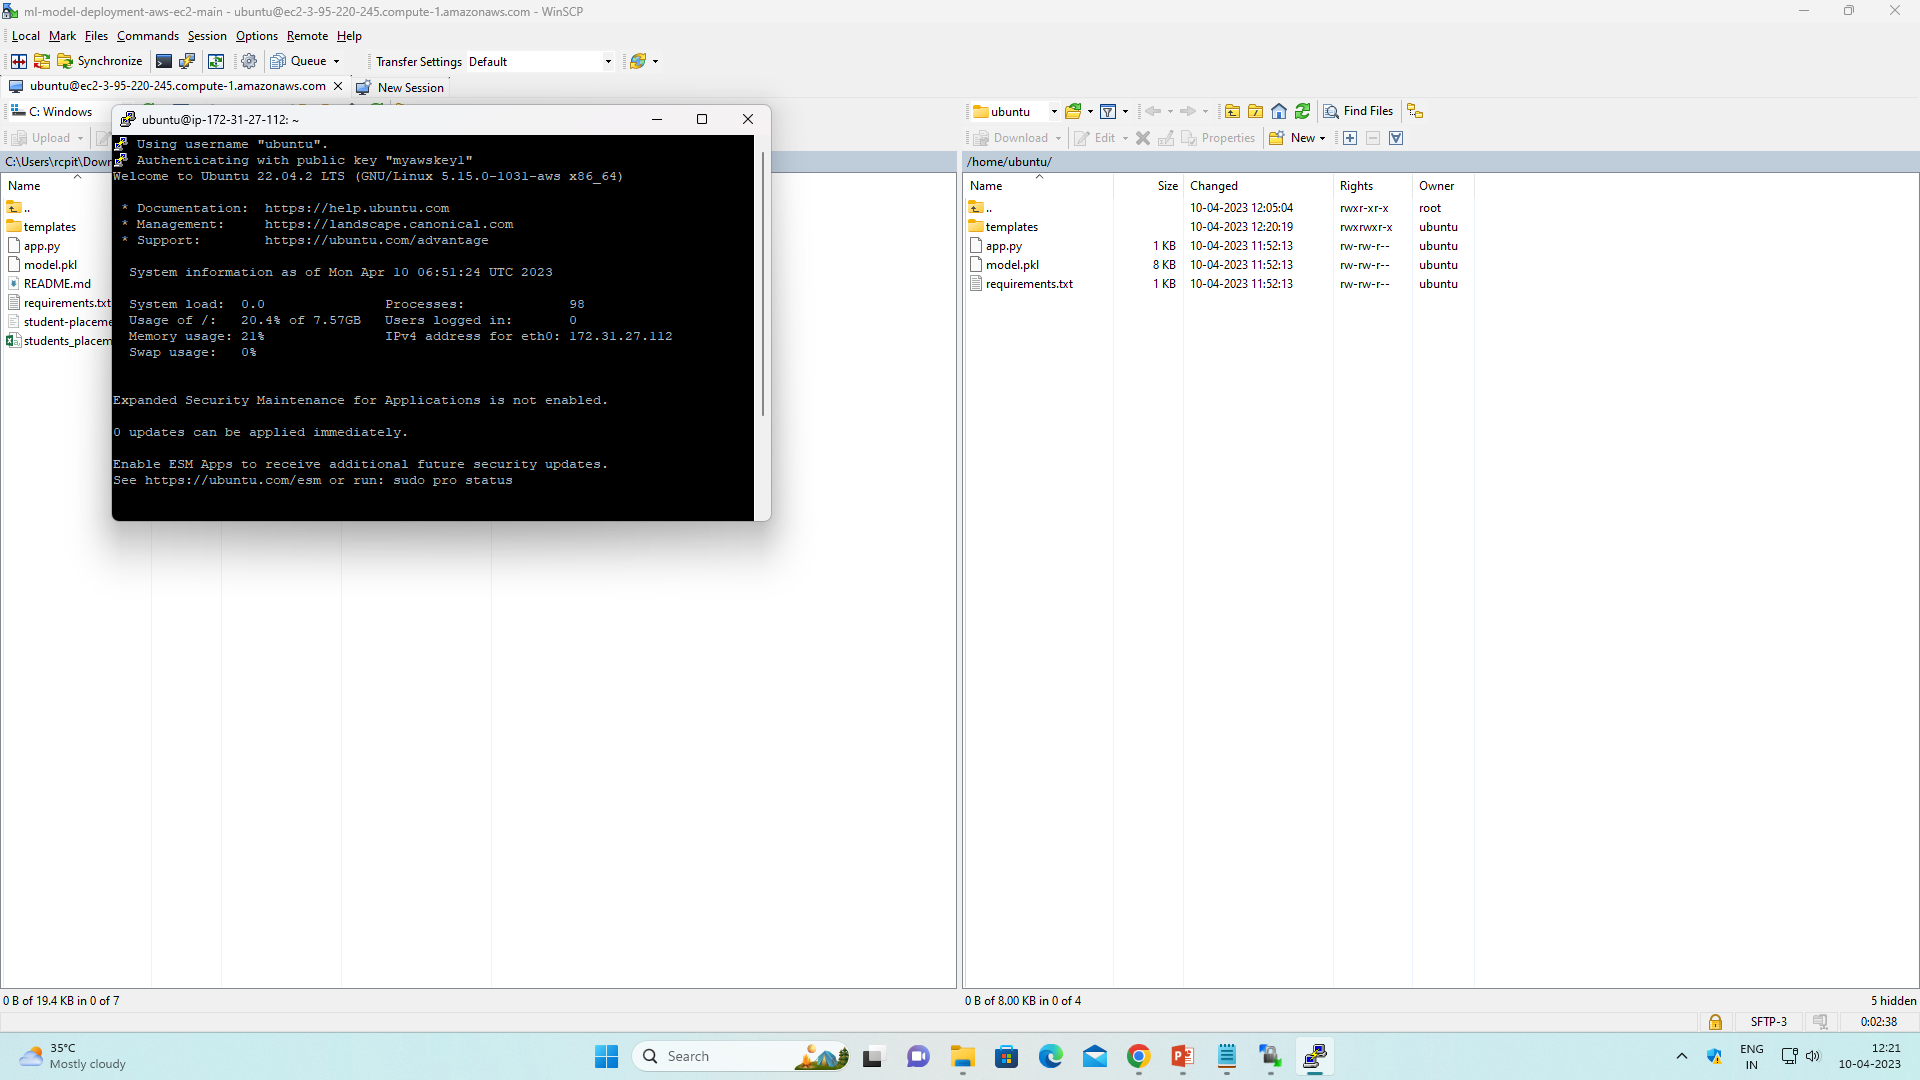 ml-model-deployment-aws-ec2-main - ubuntu@ec2-3-95-220-245.compute-1.amazonaws.com - WinSCP
Local Mark Files Commands Session Options Remote Help
Synchronize Queue Transfer Settings Default
ubuntu@ec2-3-95-220-245.compute-1.amazonaws.com New Session
C: Windows
Upload
C:\Users\rcpit\Down
Name
..
templates
app.py
model.pkl
README.md
requirements.txt
student-placeme
students_placem
ubuntu@ip-172-31-27-112: ~
Using username "ubuntu".
Authenticating with public key "myawskey1"
Welcome to Ubuntu 22.04.2 LTS (GNU/Linux 5.15.0-1031-aws x86_64)
* Documentation: https://help.ubuntu.com
* Management: https://landscape.canonical.com
* Support: https://ubuntu.com/advantage
System information as of Mon Apr 10 06:51:24 UTC 2023
System load: 0.0 Processes: 98
Usage of /: 20.4% of 7.57GB Users logged in: 0
Memory usage: 21% IPv4 address for eth0: 172.31.27.112
Swap usage: 0%
Expanded Security Maintenance for Applications is not enabled.
0 updates can be applied immediately.
Enable ESM Apps to receive additional future security updates.
See https://ubuntu.com/esm or run: sudo pro status
ubuntu Find Files
Download Edit Properties New
/home/ubuntu/
Name Size Changed Rights Owner
.. 10-04-2023 12:05:04 rwxr-xr-x root
templates 10-04-2023 12:20:19 rwxrwxr-x ubuntu
app.py 1 KB 10-04-2023 11:52:13 rw-rw-r-- ubuntu
model.pkl 8 KB 10-04-2023 11:52:13 rw-rw-r-- ubuntu
requirements.txt 1 KB 10-04-2023 11:52:13 rw-rw-r-- ubuntu
0 B of 19.4 KB in 0 of 7
0 B of 8.00 KB in 0 of 4 5 hidden
SFTP-3 0:02:38
35°C
Mostly cloudy
Search
ENG
IN
12:21
10-04-2023